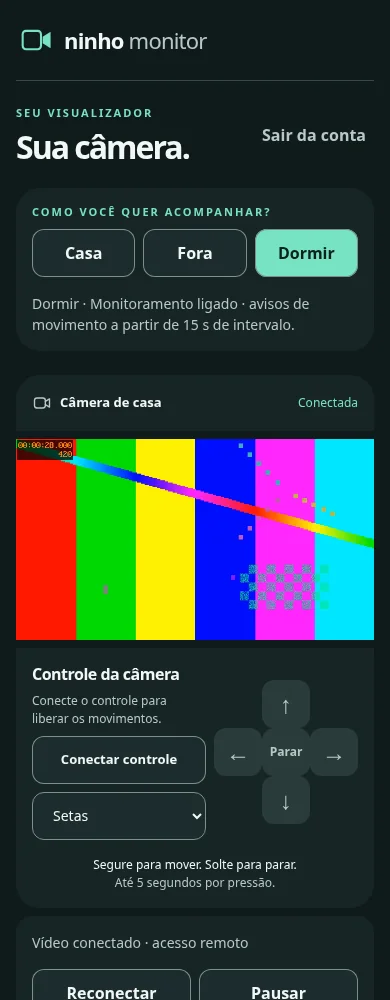 ninho monitor
SEU VISUALIZADOR
Sua câmera.
Sair da conta
COMO VOCÊ QUER ACOMPANHAR?
Casa
Fora
Dormir
Dormir · Monitoramento ligado · avisos de
movimento a partir de 15 s de intervalo.
Câmera de casa
Conectada
00:00:28.000
420
Controle da câmera
Conecte o controle para
liberar os movimentos.
Conectar controle
Setas
↑
←
Parar
→
↓
Segure para mover. Solte para parar.
Até 5 segundos por pressão.
Vídeo conectado · acesso remoto
Reconectar
Pausar